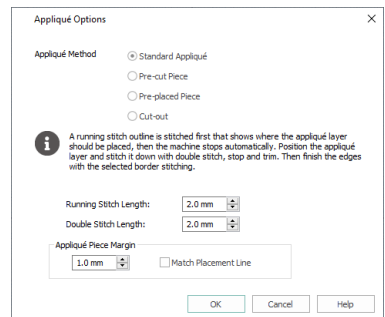 Appliqué Options
Appliqué Method
Standard Appliqué
Pre-cut Piece
Pre-placed Piece
Cut-out
A running stitch outline is stitched first that shows where the appliqué layer
should be placed, then the machine stops automatically. Position the appliqué
layer and stitch it down with double stitch, stop and trim. Then finish the edges
with the selected border stitching.
Running Stitch Length: 2.0 mm
Double Stitch Length: 2.0 mm
Appliqué Piece Margin
1.0 mm Match Placement Line
OK Cancel Help